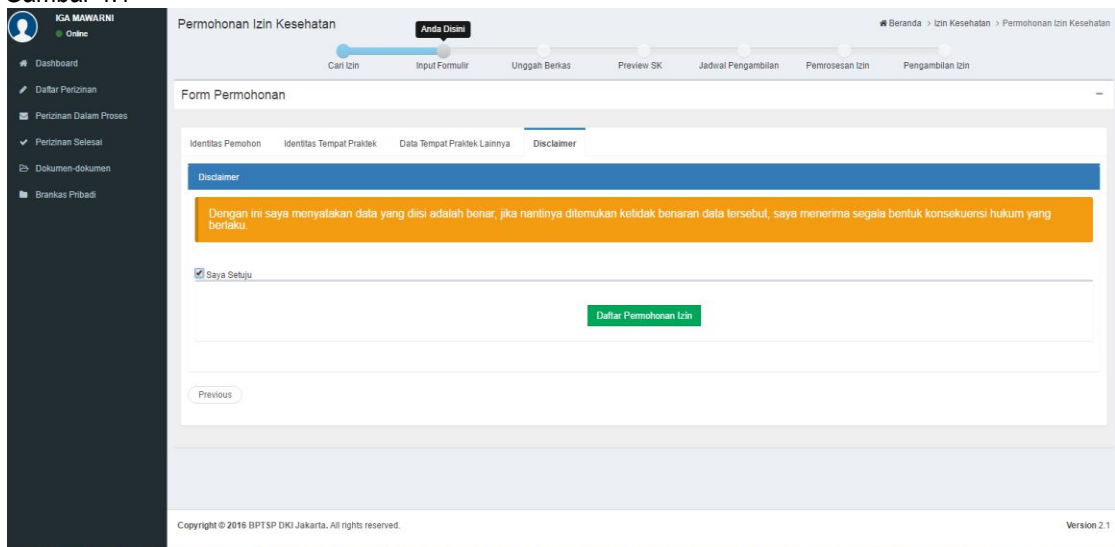 IGA MAWARNI
Online
Dashboard
Daftar Perizinan
Perizinan Dalam Proses
Perizinan Selesai
Dokumen-dokumen
Brankas Pribadi
Permohonan Izin Kesehatan
Anda Disini
Beranda > Izin Kesehatan > Permohonan Izin Kesehatan
Cari Izin Input Formulir Unggah Berkas Preview SK Jadwal Pengambilan Pemrosesan Izin Pengambilan Izin
Form Permohonan
Identitas Pemohon Identitas Tempat Praktek Data Tempat Praktek Lainnya Disclaimer
Disclaimer
Dengan ini saya menyatakan data yang diisi adalah benar, jika nantinya ditemukan ketidak benaran data tersebut, saya menerima segala bentuk konsekuensi hukum yang
berlaku.
Saya Setuju
Daftar Permohonan Izin
Previous
Copyright © 2016 BPTSP DKI Jakarta. All rights reserved.
Version 2.1